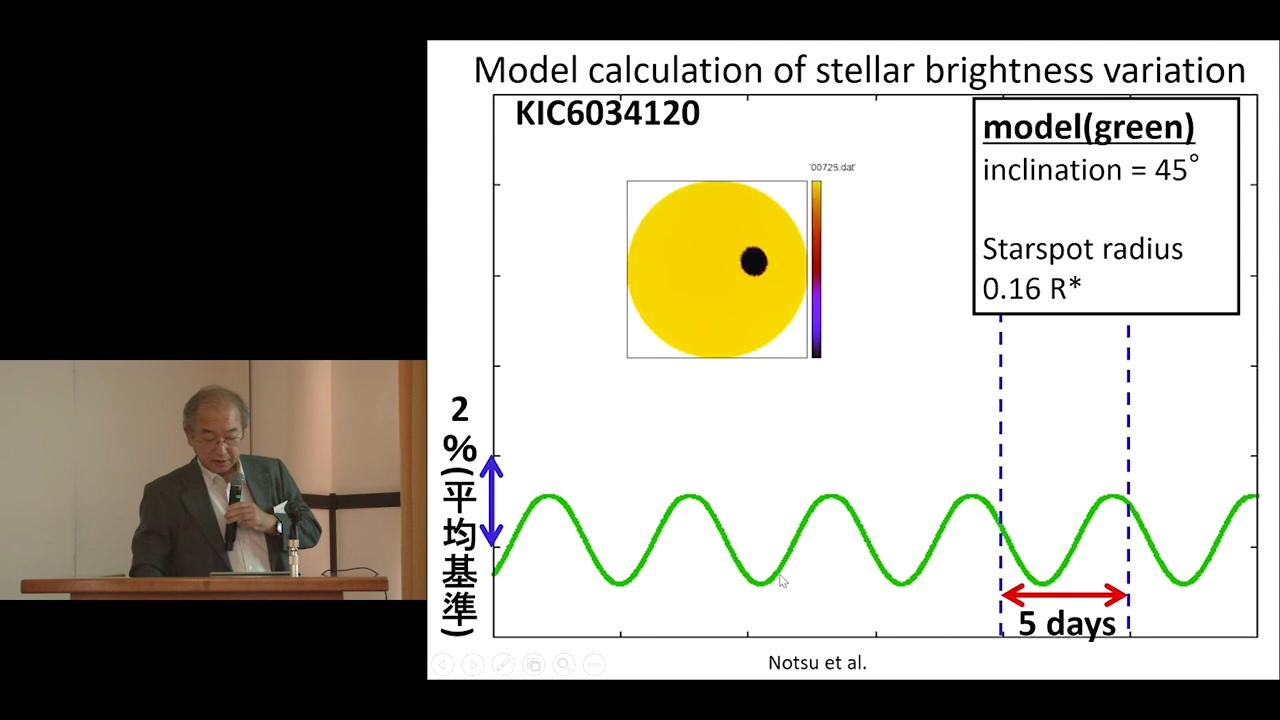 Model calculation of stellar brightness variation
KIC6034120
'00725.dat'
model(green)
inclination = 45°
Starspot radius
0.16 R*
2%(平均基準)
5 days
Notsu et al.